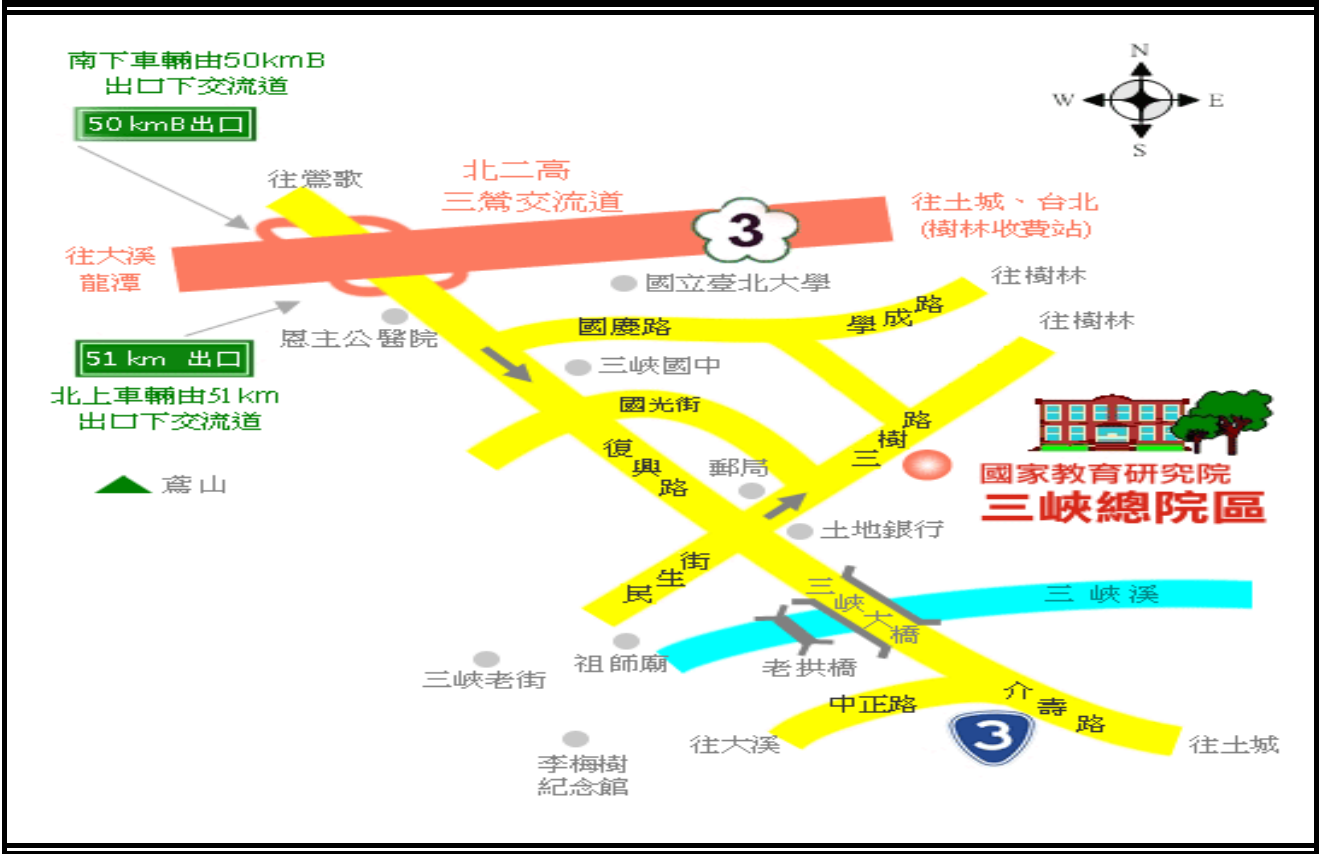 南下車輛由50kmB
出口下交流道
50 kmB出口
N
W
E
S
往鶯歌
北二高
三鶯交流道
3
往土城、台北
(樹林收費站)
往大溪
龍潭
國立臺北大學
往樹林
往樹林
恩主公醫院
國慶路
學成路
51 km 出口
北上車輛由51km
出口下交流道
三峽國中
國光街
復興路
郵局
三樹路
鳶山
國家教育研究院
三峽總院區
土地銀行
民生街
三峽大橋
三峽溪
祖師廟
老拱橋
三峽老街
中正路
介壽路
3
往大溪
往土城
李梅樹
紀念館